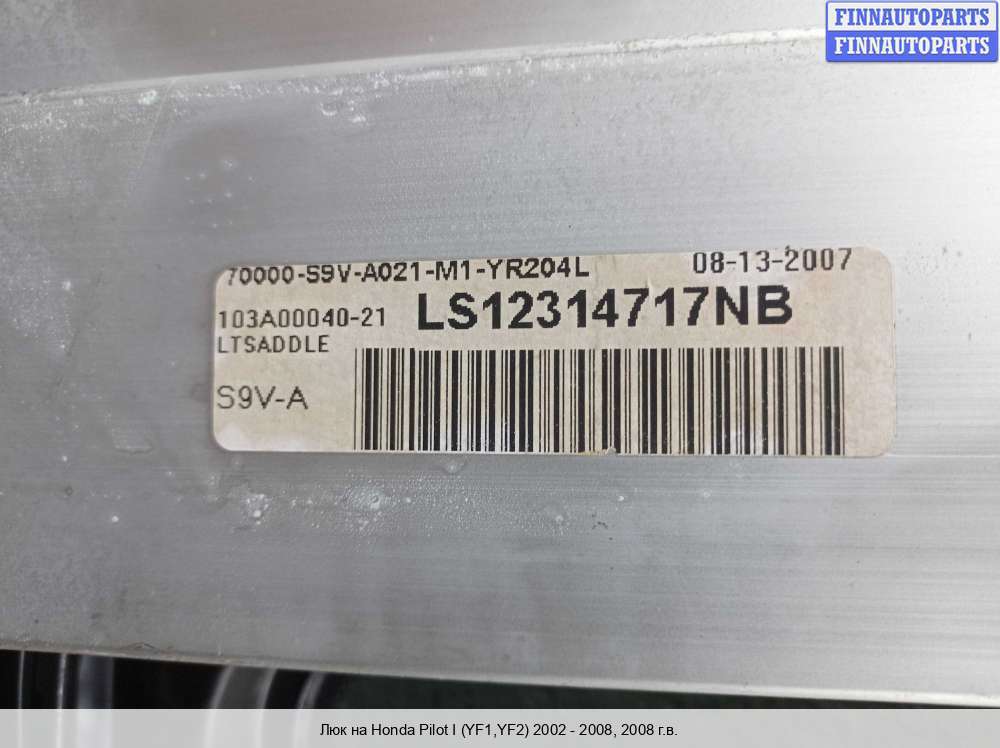 FINNAUTOPARTS
FINNAUTOPARTS
70000-S9V-A021-M1-YR204L 08-13-2007
103A00040-21 LS12314717NB
LTSADDLE
S9V-A
Люк на Honda Pilot I (YF1,YF2) 2002 - 2008, 2008 г.в.